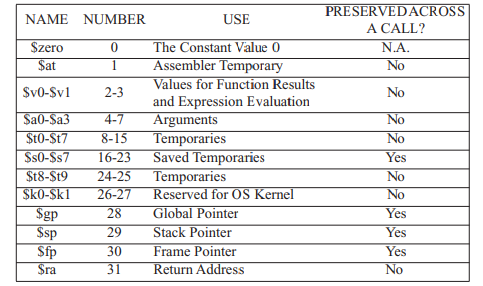 NAME NUMBER USE PRESERVEDACROSS A CALL?
$zero 0 The Constant Value 0 N.A.
$at 1 Assembler Temporary No
$v0-$v1 2-3 Values for Function Results and Expression Evaluation No
$a0-$a3 4-7 Arguments No
$t0-$t7 8-15 Temporaries No
$s0-$s7 16-23 Saved Temporaries Yes
$t8-$t9 24-25 Temporaries No
$k0-$k1 26-27 Reserved for OS Kernel No
$gp 28 Global Pointer Yes
$sp 29 Stack Pointer Yes
$fp 30 Frame Pointer Yes
$ra 31 Return Address No